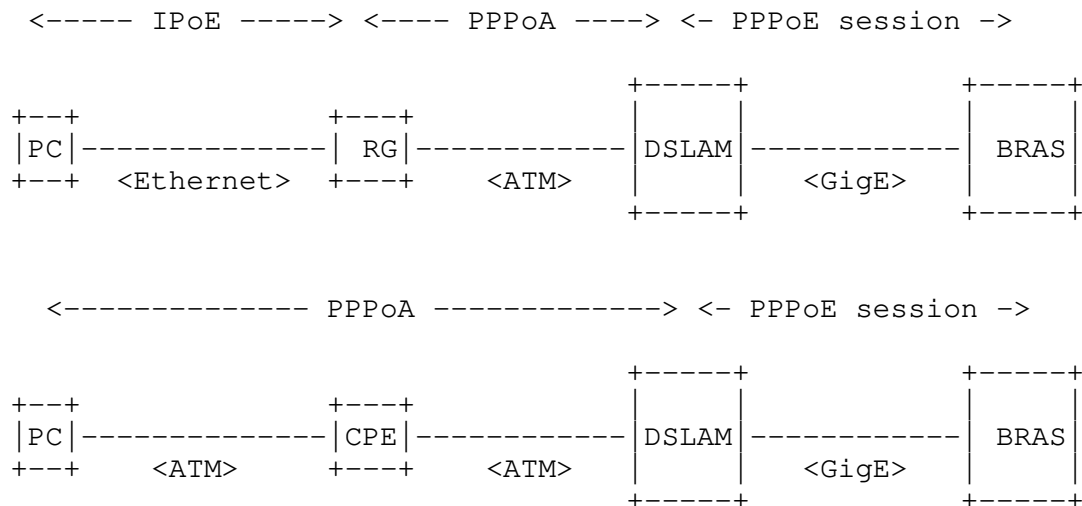 <----- IPoE -----> <---- PPPoA ----> <- PPPoE session ->
+-----+ +-----+
+--+ +---+ | | | |
|PC|--------------| RG|-----------|DSLAM|-----------| BRAS|
+--+ <Ethernet> +---+ <ATM> | | <GigE> | |
+-----+ +-----+
<-------------- PPPoA -------------> <- PPPoE session ->
+-----+ +-----+
+--+ +---+ | | | |
|PC|--------------|CPE|-----------|DSLAM|-----------| BRAS|
+--+ <ATM> +---+ <ATM> | | <GigE> | |
+-----+ +-----+